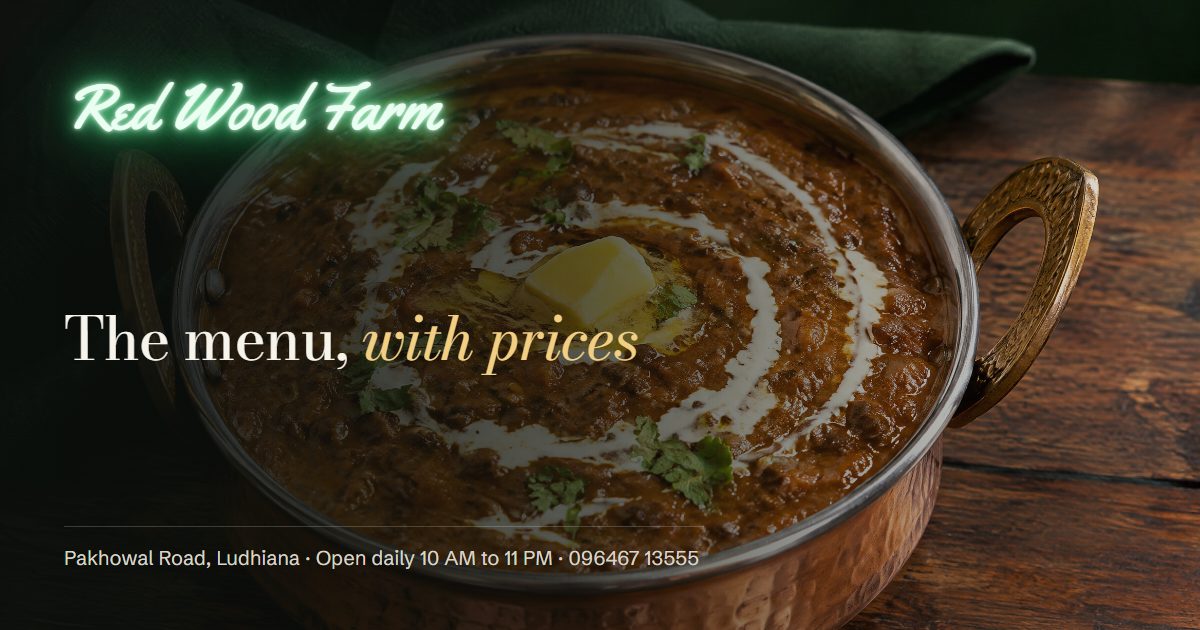 Red Wood Farm
The menu, with prices
Pakhowal Road, Ludhiana · Open daily 10 AM to 11 PM · 096467 13555